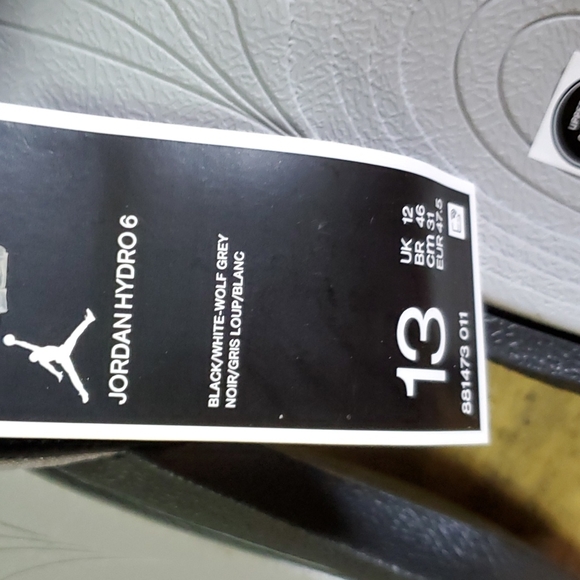 JORDAN HYDRO 6
BLACK/WHITE-WOLF GREY
NOIR/GRIS LOUP/BLANC
13
UK 12
BR 46
cm 31
EUR 47.5
881473 011